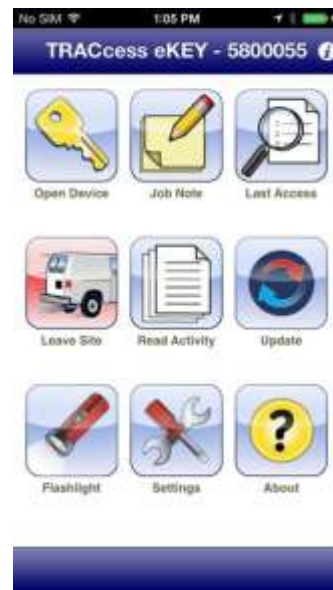 No SIM 1:05 PM
TRACcess eKEY - 5800055
Open Device Job Note Last Access
Leave Site Read Activity Update
Flashlight Settings About